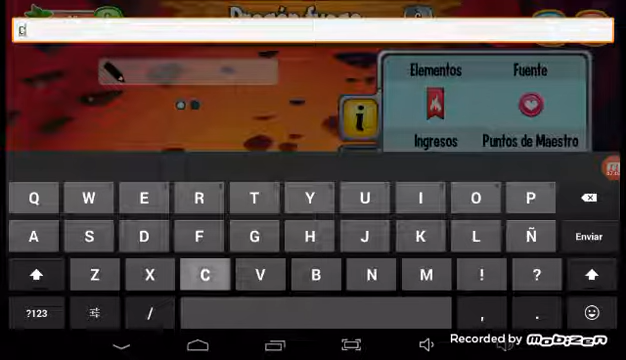 Dragón fuego
C
Elementos Fuente
i
Ingresos Puntos de Maestro
Q W E R T Y U I O P
A S D F G H J K L Ñ Enviar
Z X C V B N M ! ?
?123 / , .
Recorded by mobizen